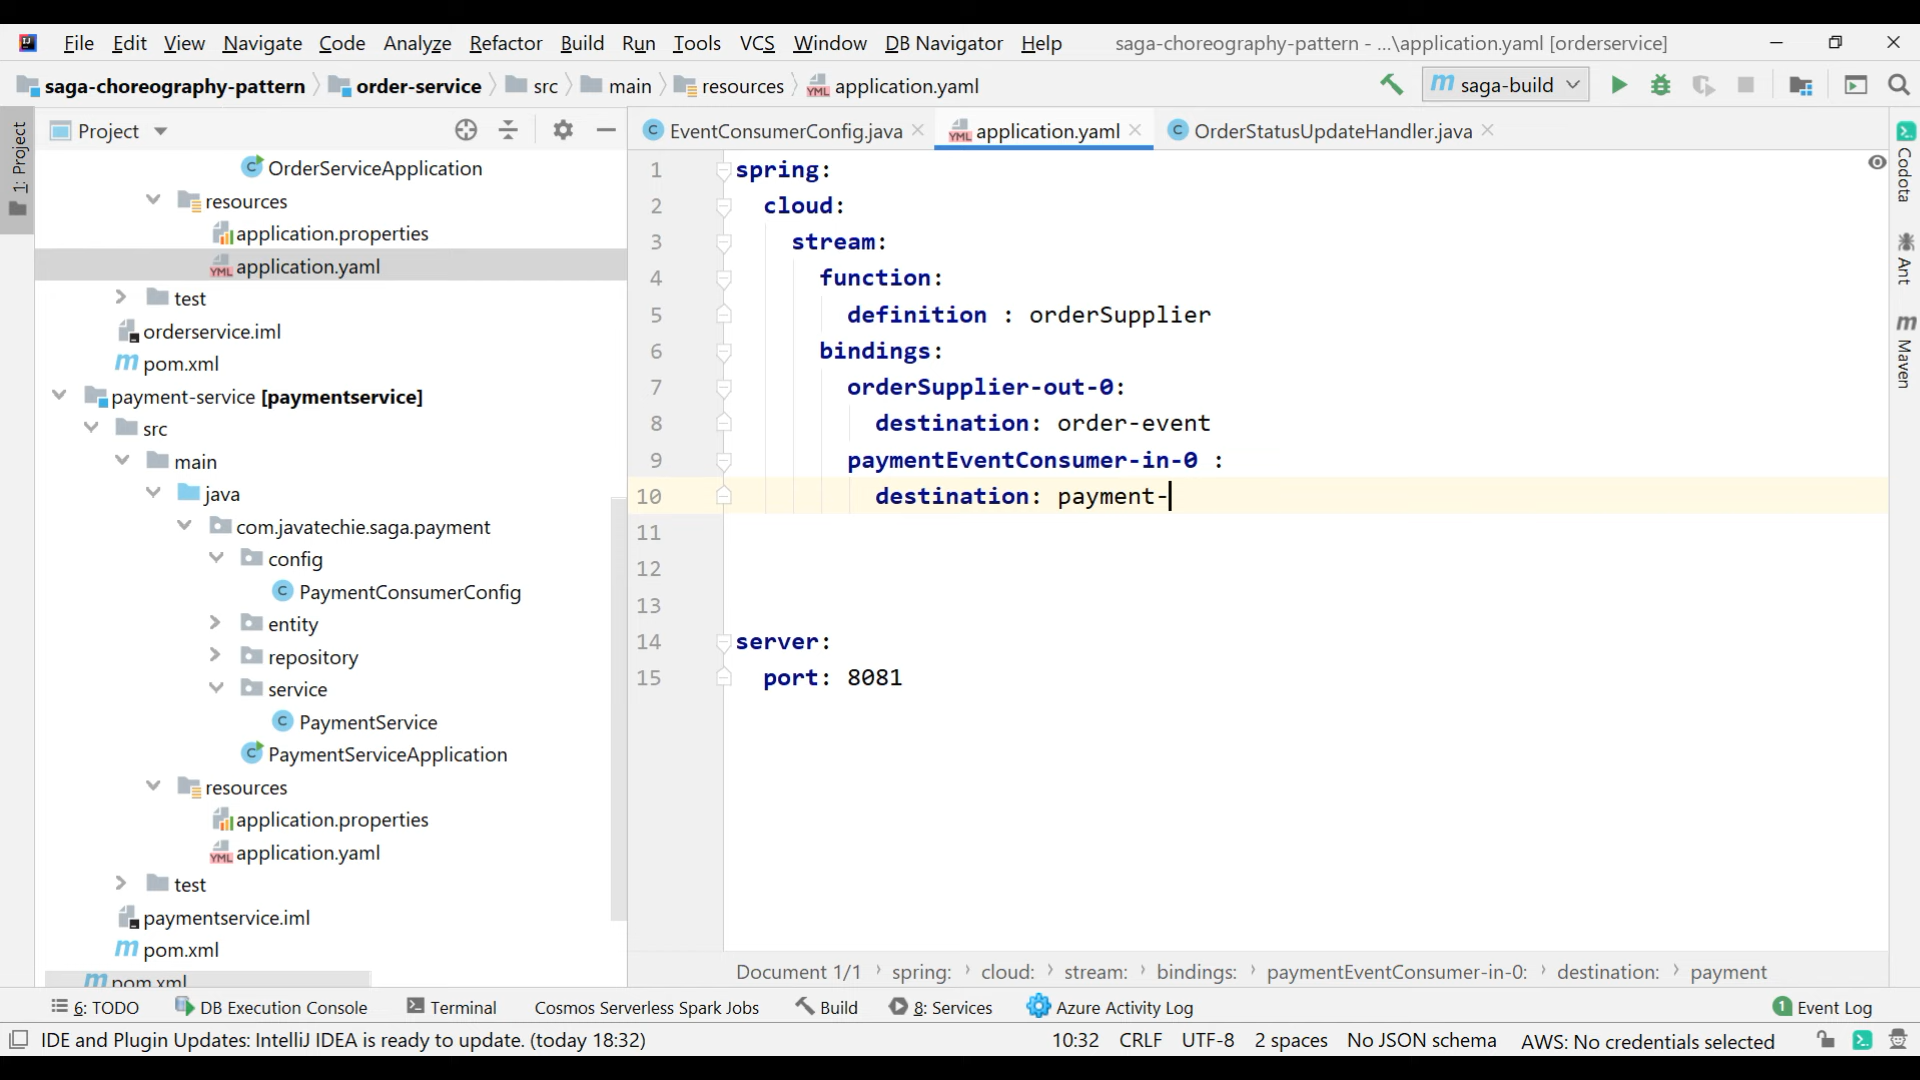 File Edit View Navigate Code Analyze Refactor Build Run Tools VCS Window DB Navigator Help saga-choreography-pattern - ...\application.yaml [orderservice]
saga-choreography-pattern order-service src main resources application.yaml saga-build
1: Project
Project
EventConsumerConfig.java application.yaml OrderStatusUpdateHandler.java
OrderServiceApplication
resources
application.properties
application.yaml
test
orderservice.iml
pom.xml
payment-service [paymentservice]
src
main
java
com.javatechie.saga.payment
config
PaymentConsumerConfig
entity
repository
service
PaymentService
PaymentServiceApplication
resources
application.properties
application.yaml
test
paymentservice.iml
pom.xml
pom.xml
1 spring:
2 cloud:
3 stream:
4 function:
5 definition : orderSupplier
6 bindings:
7 orderSupplier-out-0:
8 destination: order-event
9 paymentEventConsumer-in-0 :
10 destination: payment-
11
12
13
14 server:
15 port: 8081
Codota
Ant
Maven
Document 1/1 spring: cloud: stream: bindings: paymentEventConsumer-in-0: destination: payment
6: TODO DB Execution Console Terminal Cosmos Serverless Spark Jobs Build 8: Services Azure Activity Log 1 Event Log
IDE and Plugin Updates: IntelliJ IDEA is ready to update. (today 18:32) 10:32 CRLF UTF-8 2 spaces No JSON schema AWS: No credentials selected